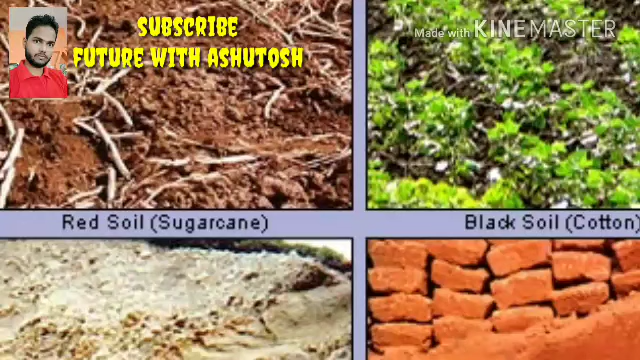 SUBSCRIBE
FUTURE WITH ASHUTOSH
Made with KINEMASTER
Red Soil (Sugarcane)
Black Soil (Cotton)